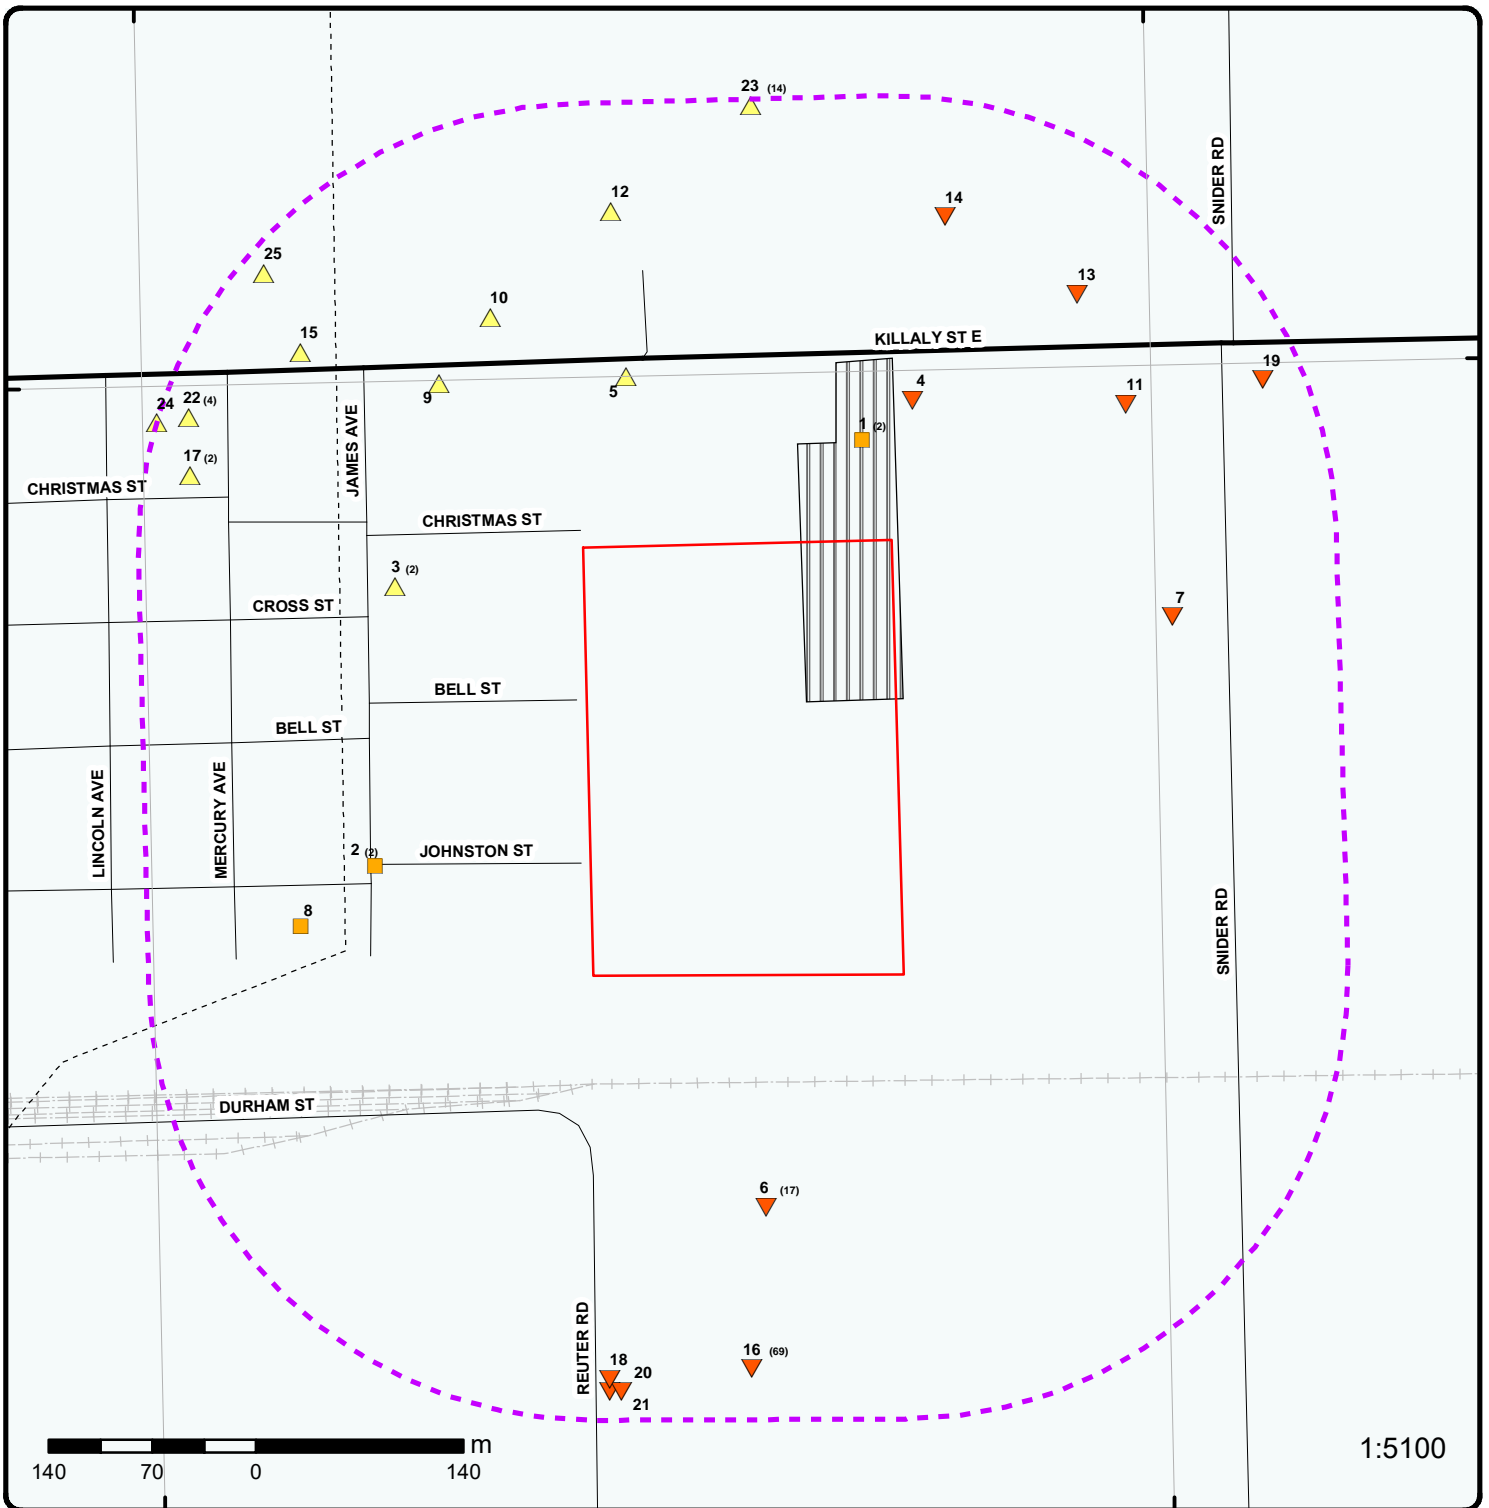 23 (14)
SNIDER RD
12
14
25
13
10
15
KILLALY ST E
19
4
11
5
9
24
22 (4)
JAMES AVE
1 (2)
17 (2)
CHRISTMAS ST
CHRISTMAS ST
3 (2)
7
CROSS ST
BELL ST
BELL ST
LINCOLN AVE
MERCURY AVE
2 (2)
JOHNSTON ST
8
SNIDER RD
DURHAM ST
6 (17)
REUTER RD
16 (69)
18
20
21
m
140 70 0 140
1:5100